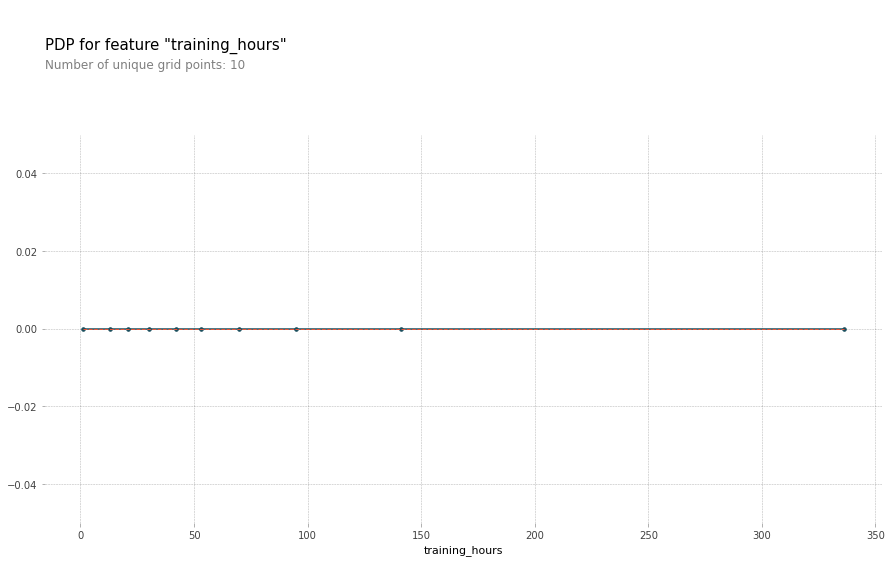 PDP for feature "training_hours"
Number of unique grid points: 10
0.04
0.02
0.00
−0.02
−0.04
0 50 100 150 200 250 300 350
training_hours